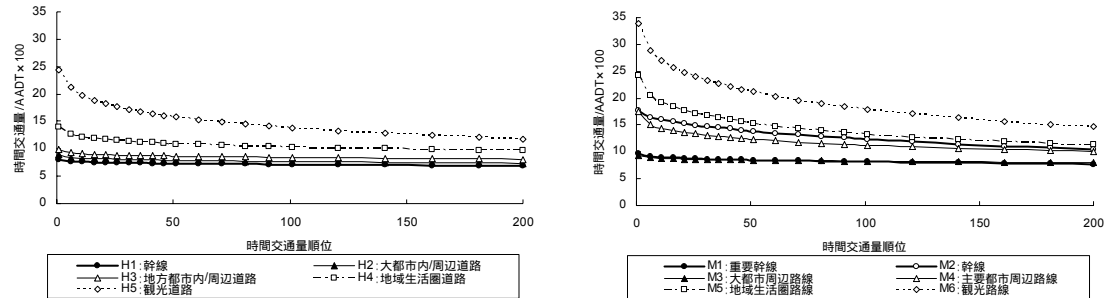 35
30
25
20
15
10
5
0
時間交通量/AADT×100
0 50 100 150 200
時間交通量順位
H1:幹線 H2:大都市内/周辺道路
H3:地方都市内/周辺道路 H4:地域生活圏道路
H5:観光道路
35
30
25
20
15
10
5
0
時間交通量/AADT×100
0 50 100 150 200
時間交通量順位
M1:重要幹線 M2:幹線
M3:大都市周辺路線 M4:主要都市周辺路線
M5:地域生活圏路線 M6:観光路線